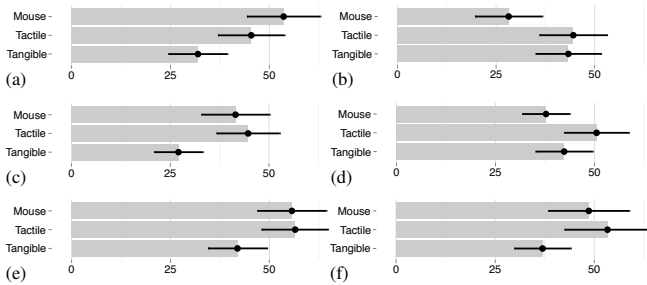 Mouse
Tactile
Tangible
(a) 0 25 50
Mouse
Tactile
Tangible
(b) 0 25 50
Mouse
Tactile
Tangible
(c) 0 25 50
Mouse
Tactile
Tangible
(d) 0 25 50
Mouse
Tactile
Tangible
(e) 0 25 50
Mouse
Tactile
Tangible
(f) 0 25 50